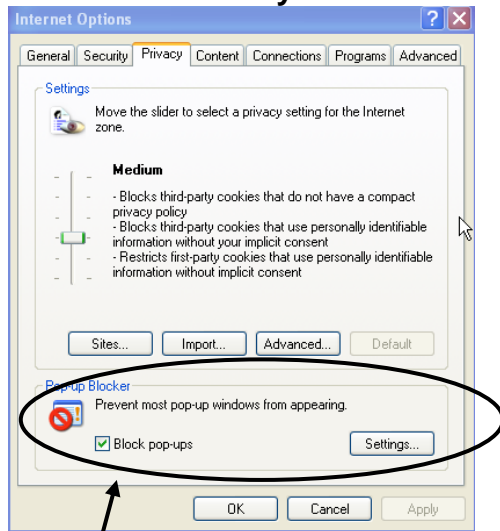 Internet Options
General Security Privacy Content Connections Programs Advanced
Settings
Move the slider to select a privacy setting for the Internet
zone.
Medium
- Blocks third-party cookies that do not have a compact
privacy policy
- Blocks third-party cookies that use personally identifiable
information without your implicit consent
- Restricts first-party cookies that use personally identifiable
information without implicit consent
Sites... Import... Advanced... Default
Pop-up Blocker
Prevent most pop-up windows from appearing.
Block pop-ups Settings...
OK Cancel Apply